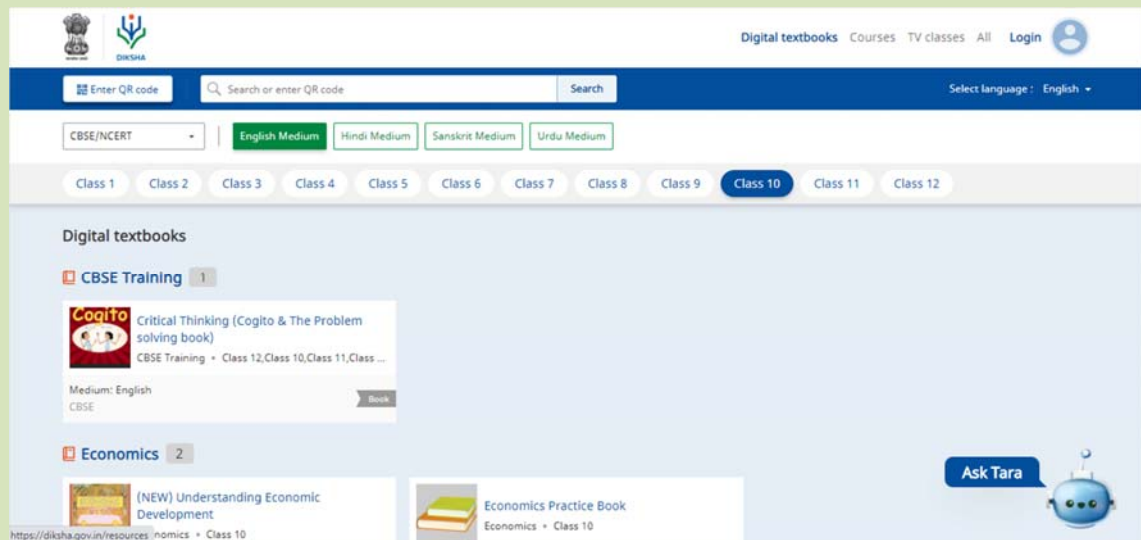 DIKSHA
Digital textbooks Courses TV classes All Login
Enter QR code Search or enter QR code Search Select language : English
CBSE/NCERT English Medium Hindi Medium Sanskrit Medium Urdu Medium
Class 1 Class 2 Class 3 Class 4 Class 5 Class 6 Class 7 Class 8 Class 9 Class 10 Class 11 Class 12
Digital textbooks
CBSE Training 1
Cogito
Critical Thinking (Cogito & The Problem
solving book)
CBSE Training • Class 12,Class 10,Class 11,Class ...
Medium: English
CBSE
Book
Economics 2
(NEW) Understanding Economic
Development
nomics • Class 10
Economics Practice Book
Economics • Class 10
Ask Tara
https://diksha.gov.in/resources